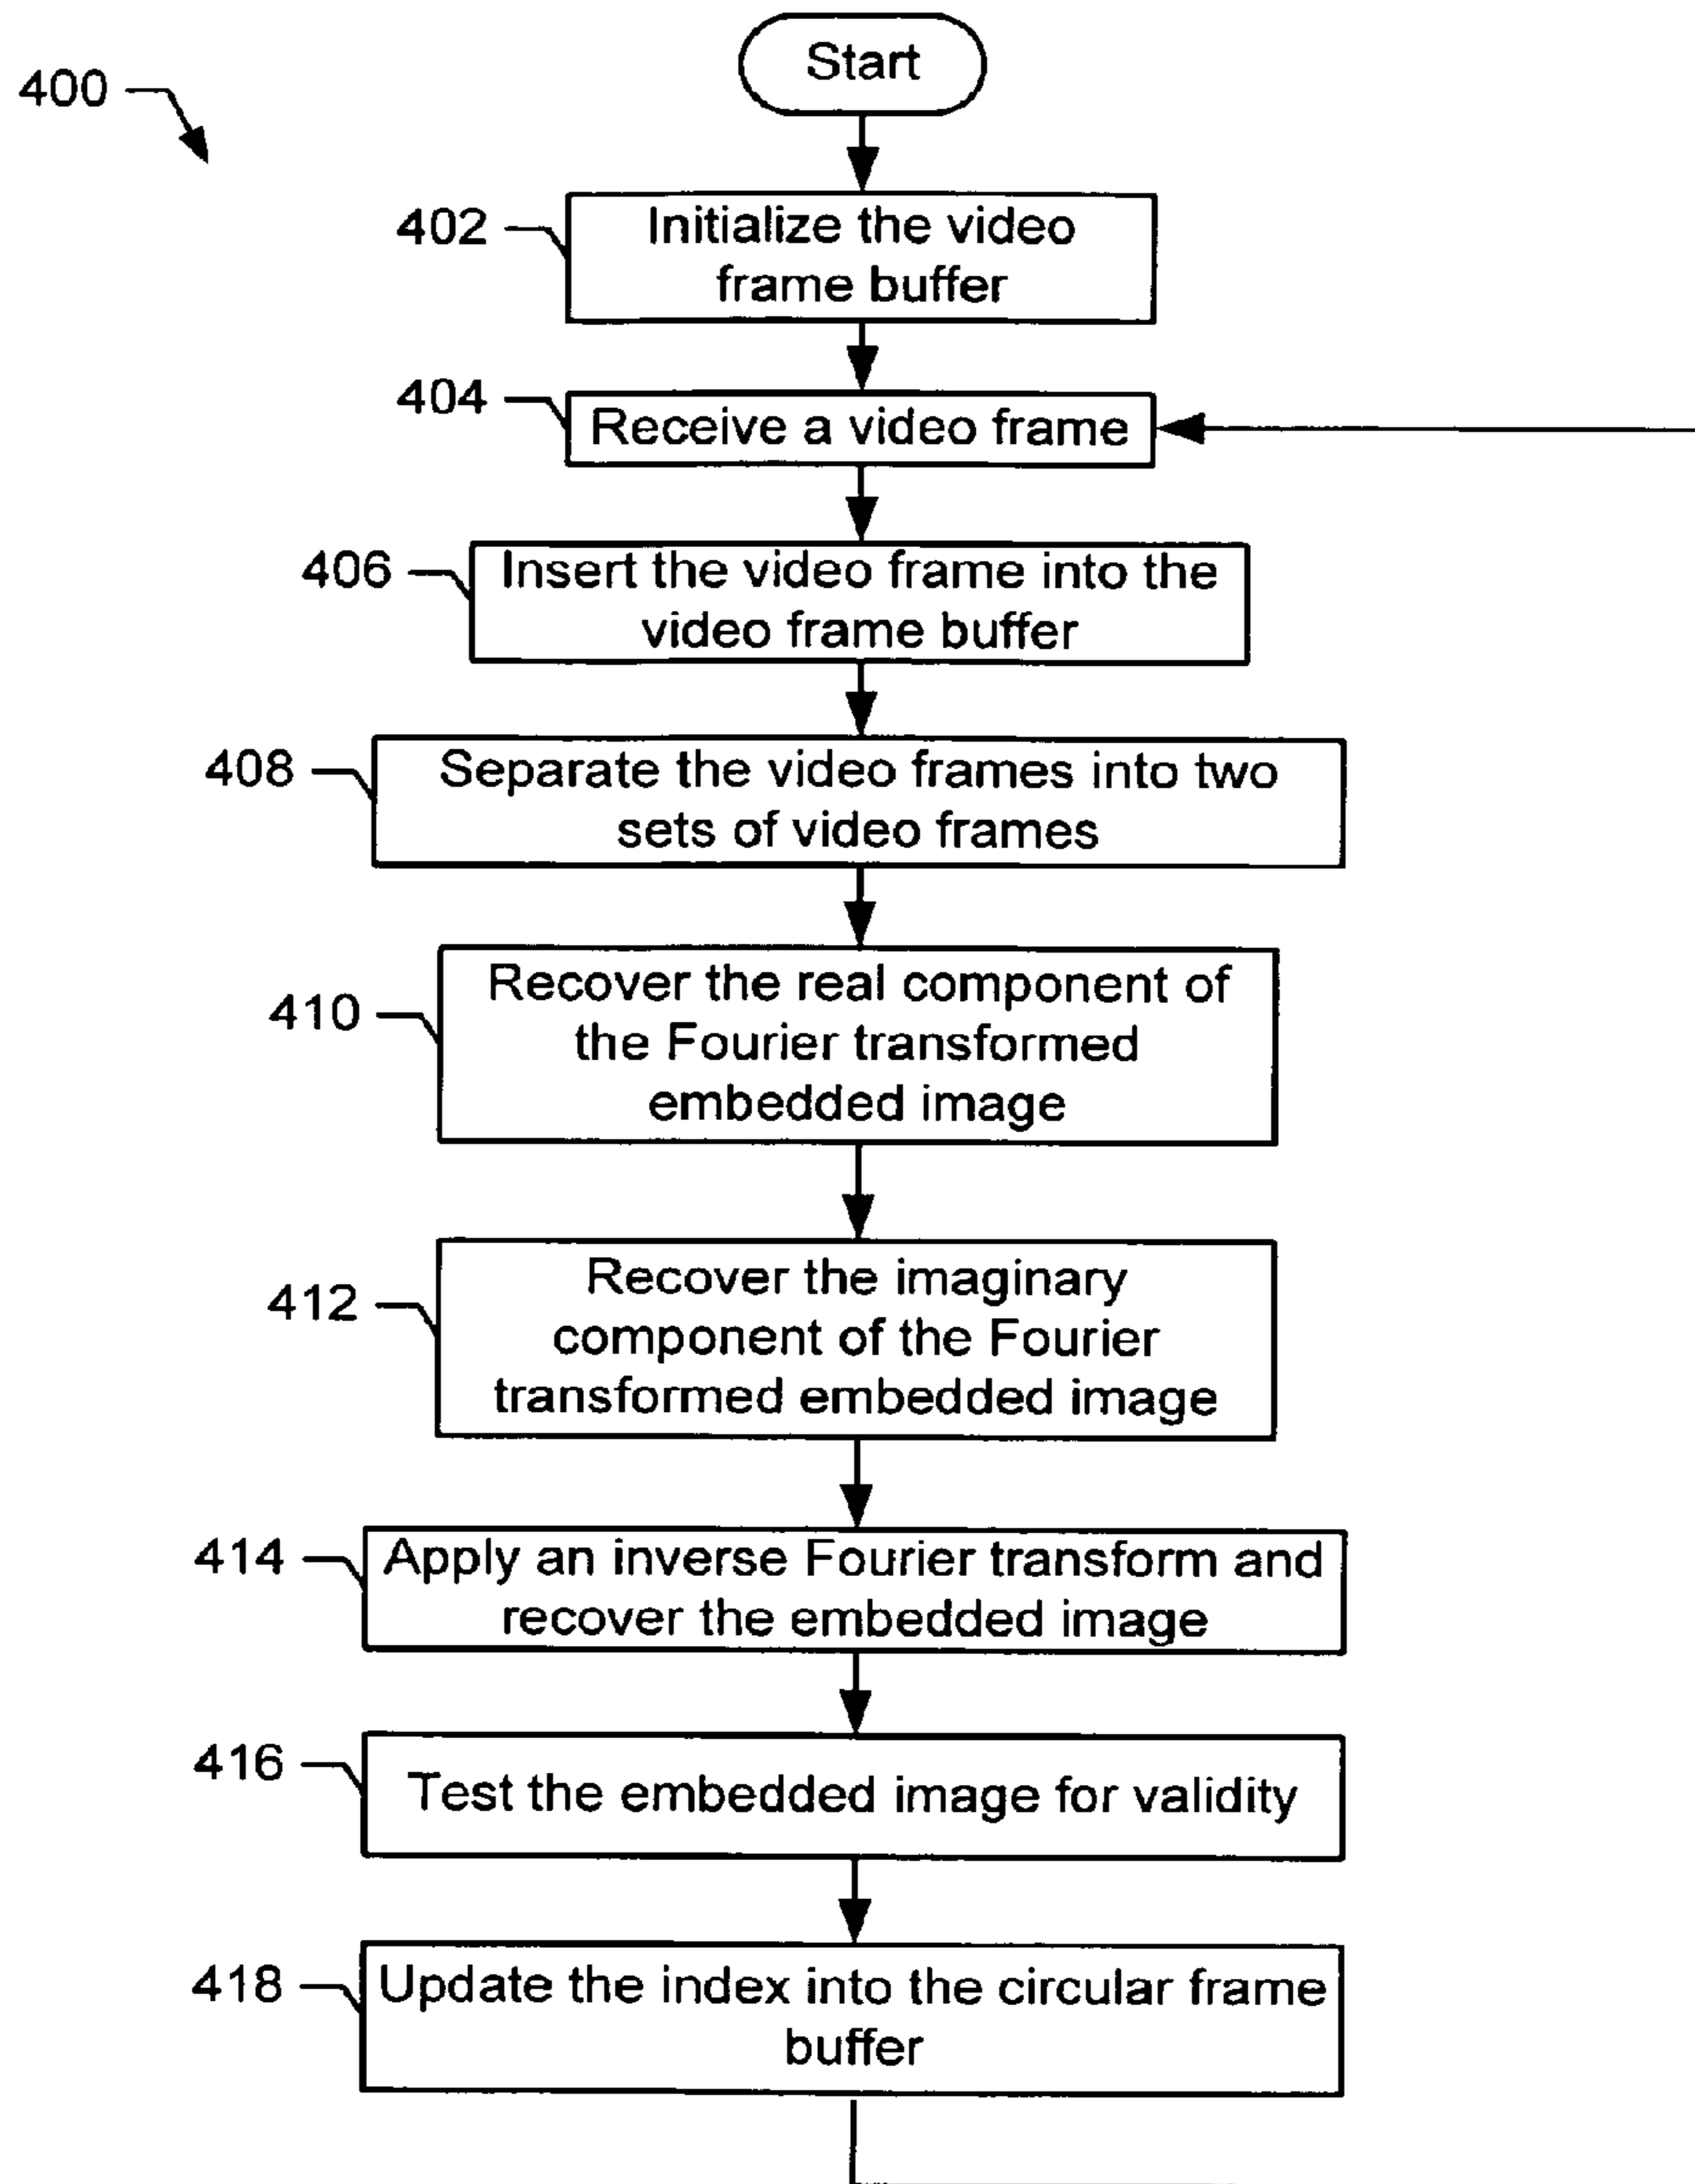 Start
400
402
Initialize the video
frame buffer
404
Receive a video frame
406
Insert the video frame into the
video frame buffer
408
Separate the video frames into two
sets of video frames
410
Recover the real component of
the Fourier transformed
embedded image
412
Recover the imaginary
component of the Fourier
transformed embedded image
414
Apply an inverse Fourier transform and
recover the embedded image
416
Test the embedded image for validity
418
Update the index into the circular frame
buffer